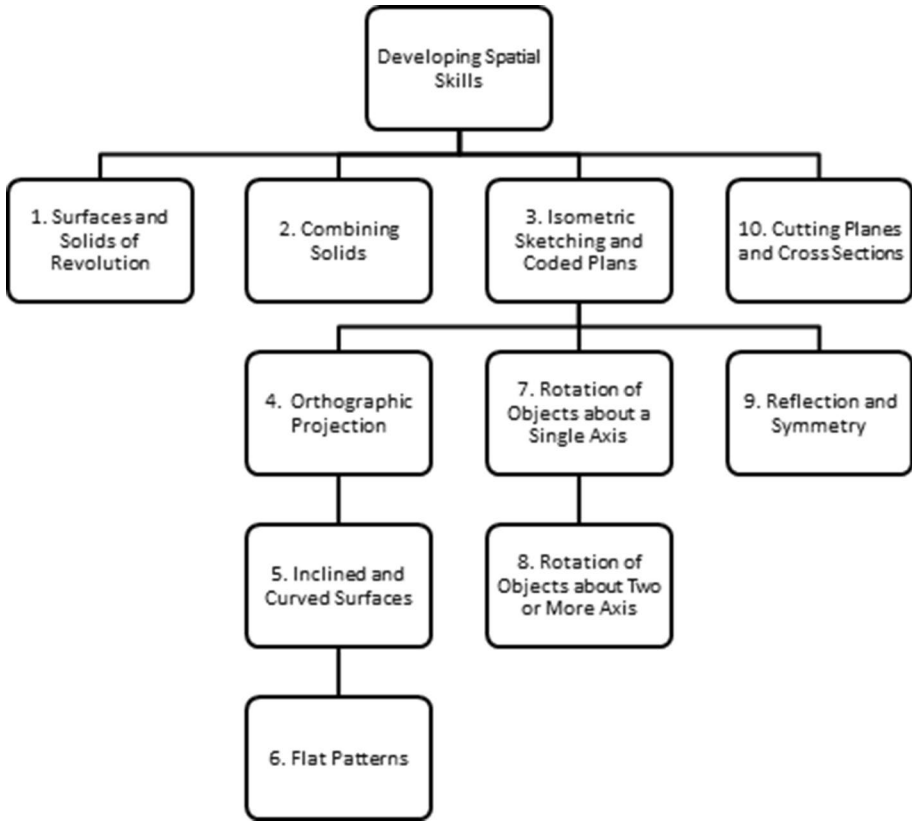 Developing Spatial
Skills
1. Surfaces and
Solids of
Revolution
2. Combining
Solids
3. Isometric
Sketching and
Coded Plans
10. Cutting Planes
and Cross Sections
4. Orthographic
Projection
7. Rotation of
Objects about a
Single Axis
9. Reflection and
Symmetry
5. Inclined and
Curved Surfaces
8. Rotation of
Objects about Two
or More Axis
6. Flat Patterns